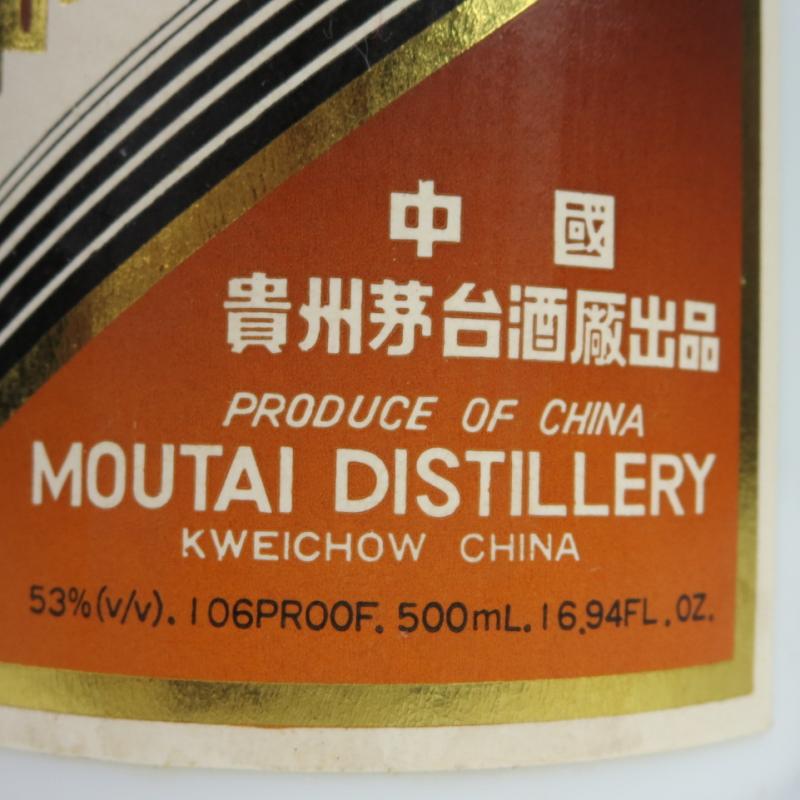 中國
貴州茅台酒廠出品
PRODUCE OF CHINA
MOUTAI DISTILLERY
KWEICHOW CHINA
53%(v/v). 106PROOF. 500mL. 16.94FL.OZ.